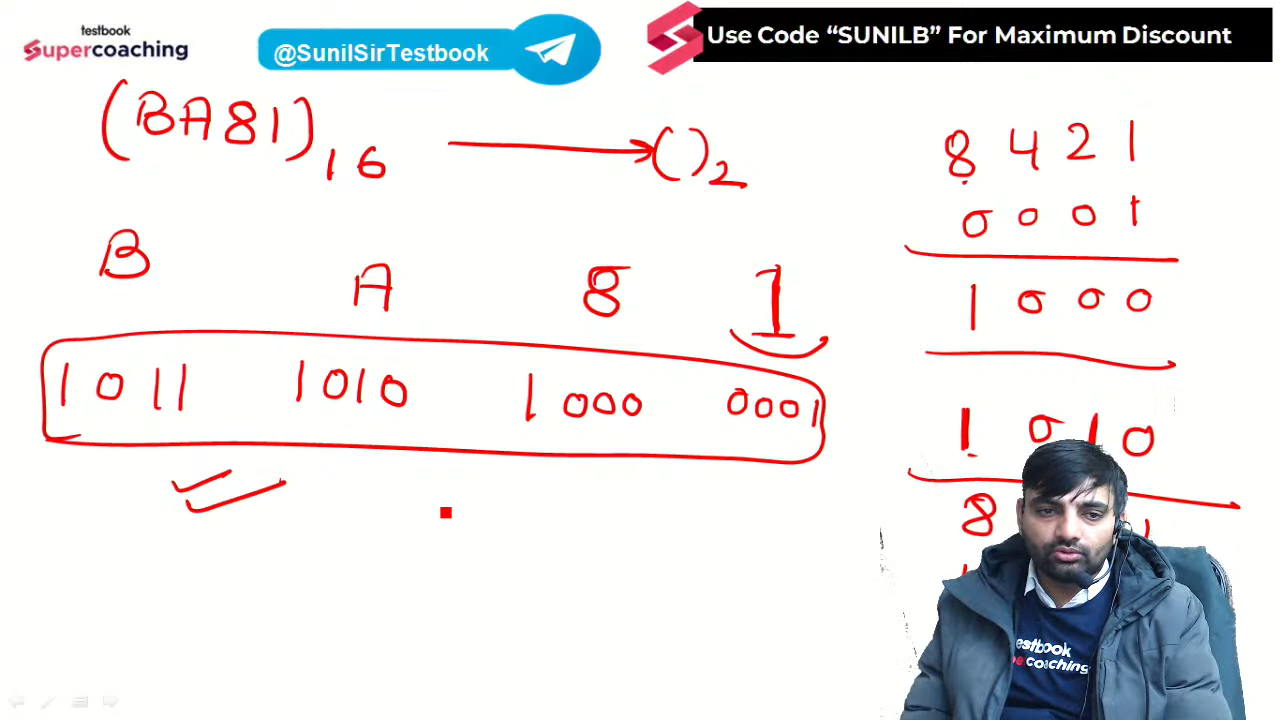 testbook
Supercoaching
@SunilSirTestbook
Use Code “SUNILB” For Maximum Discount
(BA81)16 → ( )2
B A 8 1
1011 1010 1000 0001
8 4 2 1
0 0 0 1
1 0 0 0
1 0 1 0
8
testbook
coaching